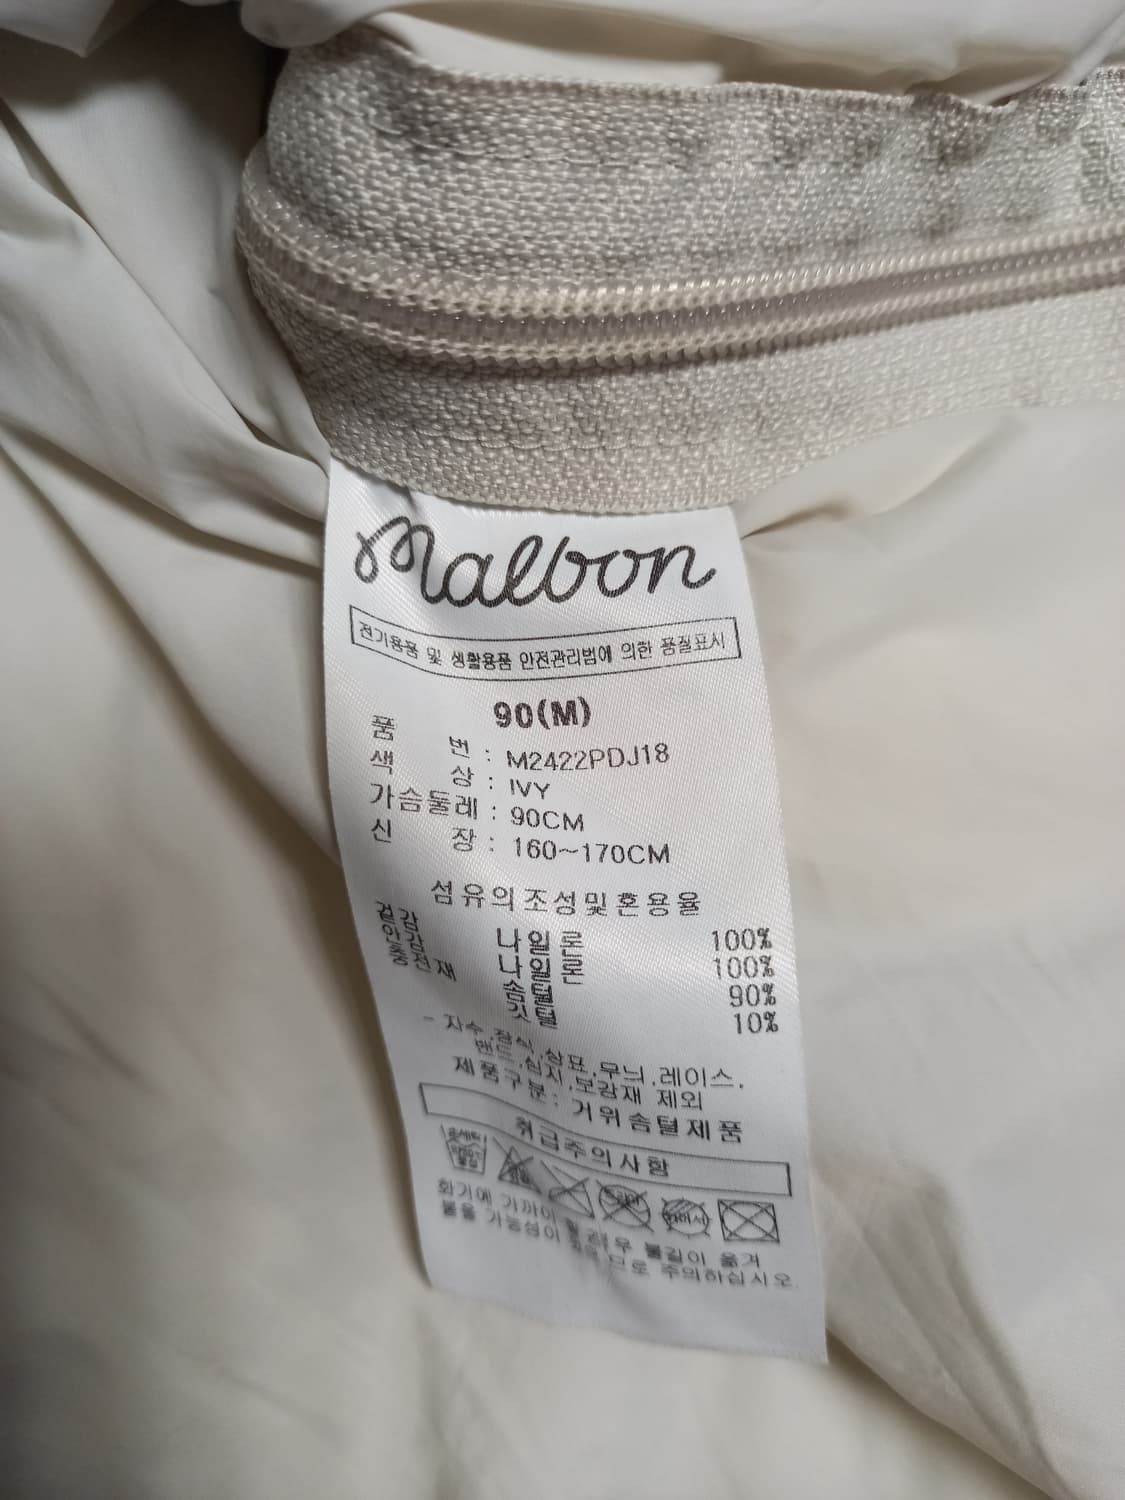 Malbon
전기용품 및 생활용품 안전관리법에 의한 품질표시
90(M)
품 번 : M2422PDJ18
색 상 : IVY
가슴둘레 : 90CM
신 장 : 160~170CM
섬유의조성및혼용율
겉감 나일론 100%
안감 나일론 100%
충전재 솜털 90%
깃털 10%
- 자수,장식,상표,무늬,레이스,
밴드,심지,보강재 제외
제품구분: 거위솜털제품
취급주의사항
드라이
화기에 가까이 할경우 불길이 옮겨
붙을 가능성이 므로 주의하십시오.